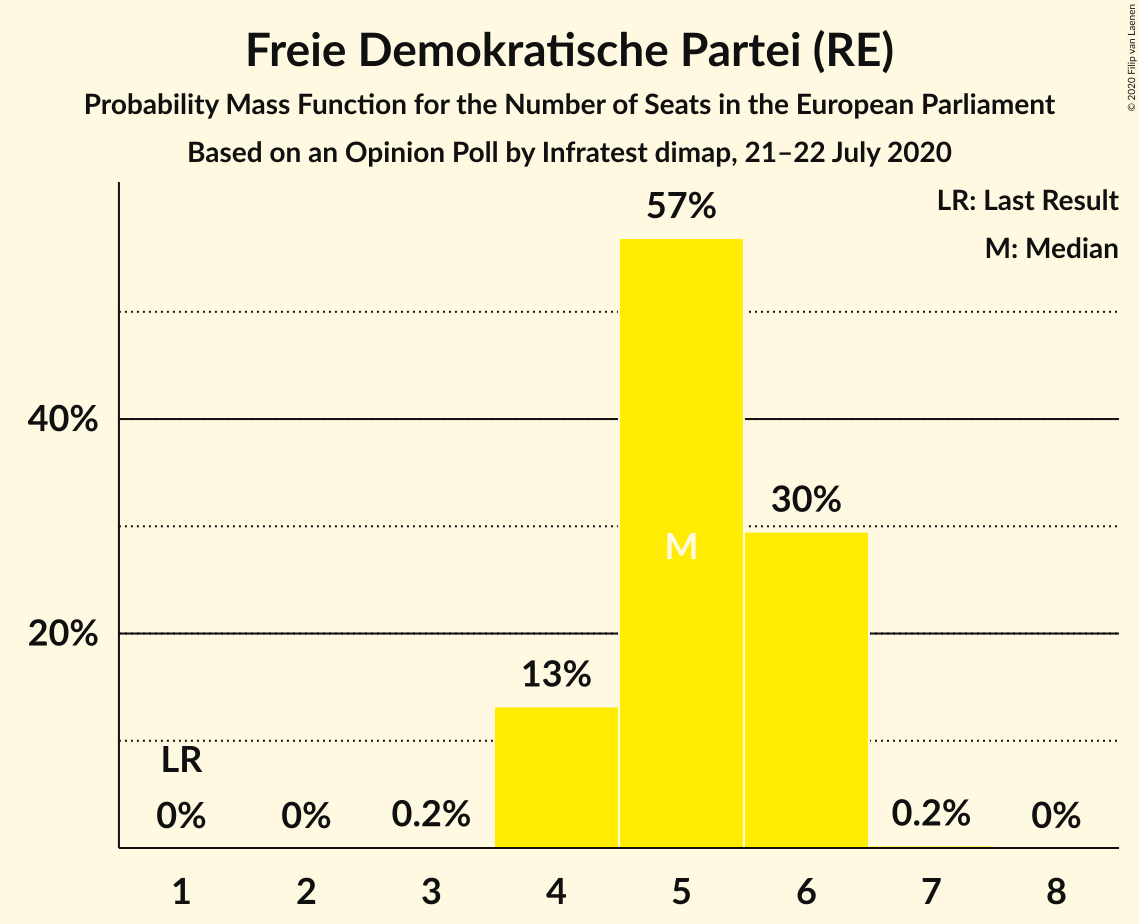 Freie Demokratische Partei (RE)
Probability Mass Function for the Number of Seats in the European Parliament
Based on an Opinion Poll by Infratest dimap, 21–22 July 2020
© 2020 Filip van Laenen
LR: Last Result
M: Median
57%
40%
30%
M
20%
13%
LR
0% 0% 0.2% 0.2% 0%
1 2 3 4 5 6 7 8